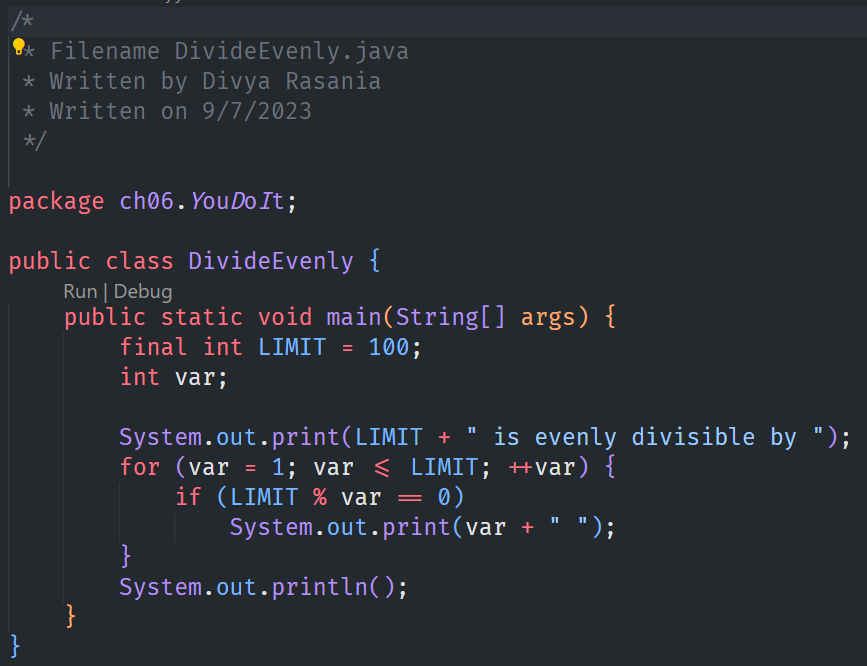 /*
* Filename DivideEvenly.java
* Written by Divya Rasania
* Written on 9/7/2023
*/
package ch06.YouDoIt;
public class DivideEvenly {
Run | Debug
public static void main(String[] args) {
final int LIMIT = 100;
int var;
System.out.print(LIMIT + " is evenly divisible by ");
for (var = 1; var <= LIMIT; ++var) {
if (LIMIT % var == 0)
System.out.print(var + " ");
}
System.out.println();
}
}